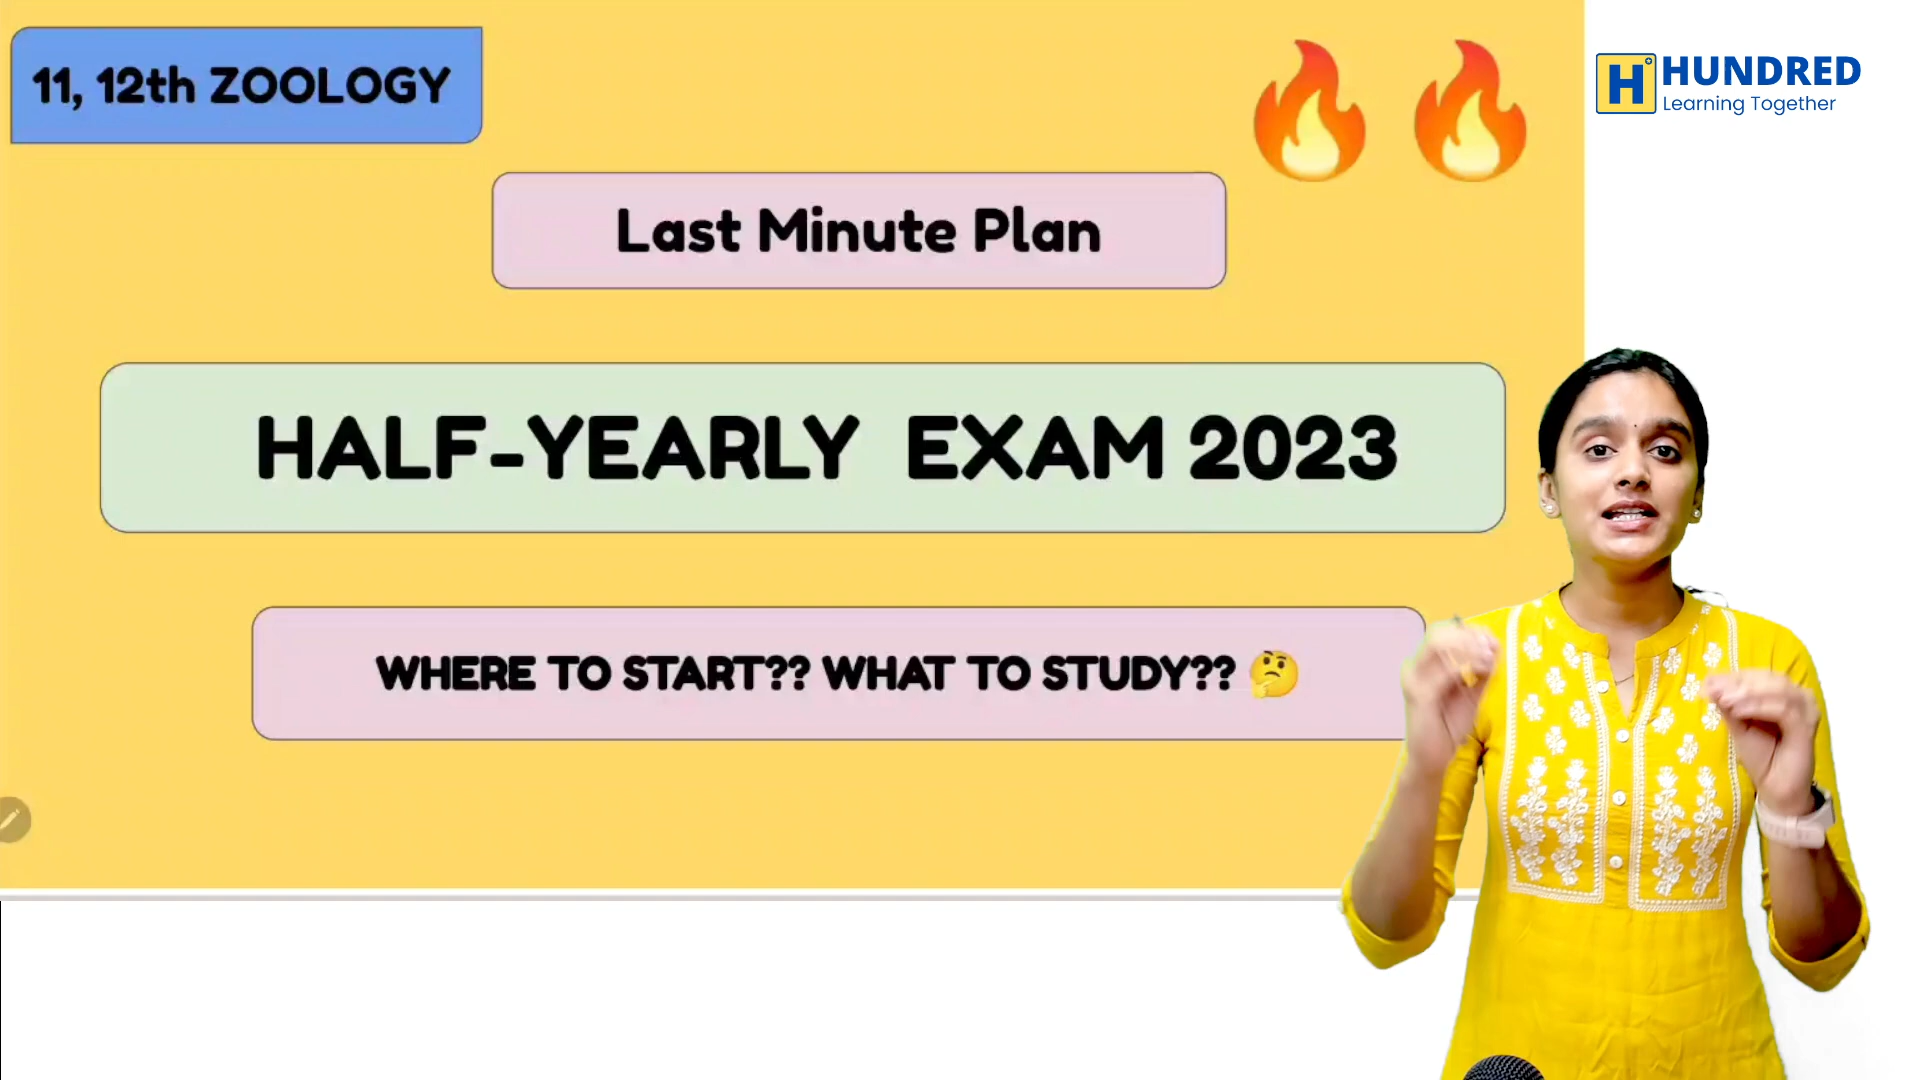 11, 12th ZOOLOGY
H HUNDRED
Learning Together
Last Minute Plan
HALF-YEARLY EXAM 2023
WHERE TO START?? WHAT TO STUDY?? 🤔